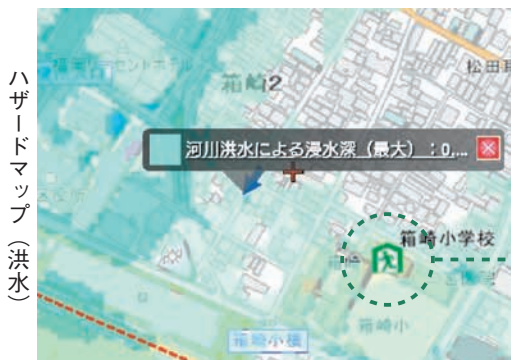 ハザードマップ（洪水）
箱崎2
松田
河川洪水による浸水深（最大）：0,...
箱崎小学校
箱崎小
箱崎小橋